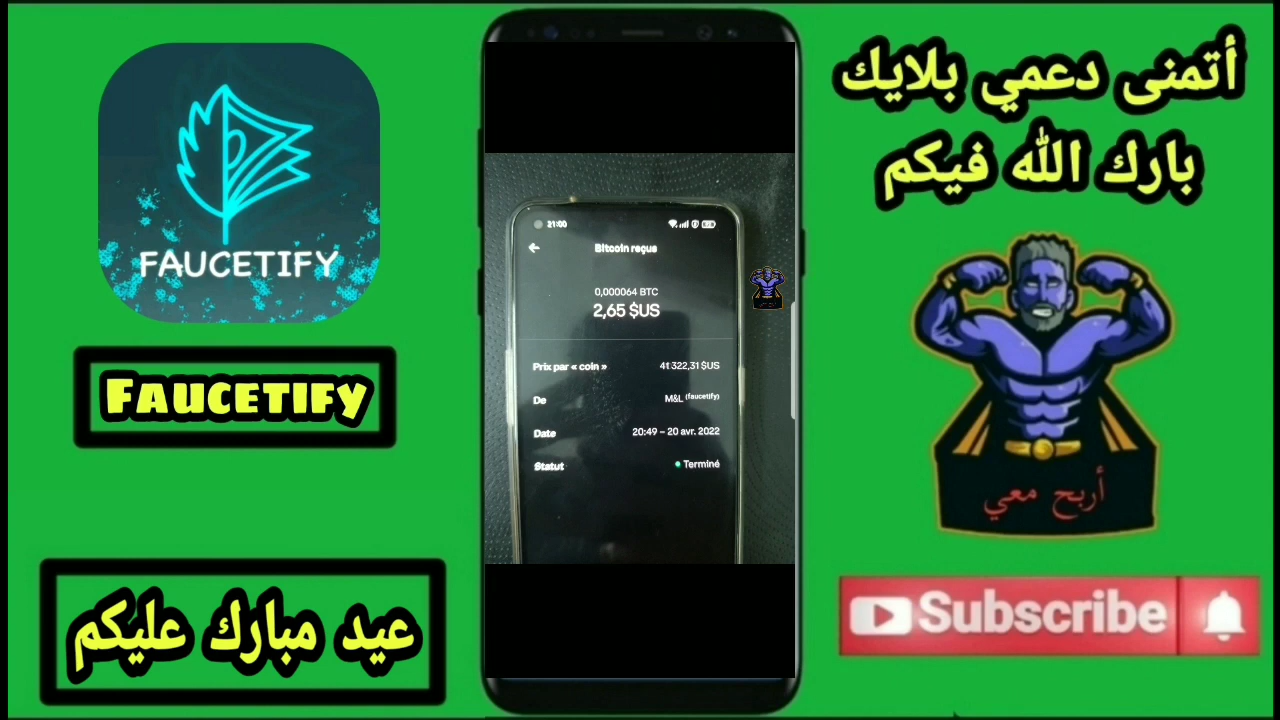 FAUCETIFY
FAUCETIFY
عيد مبارك عليكم
21:00
Bitcoin reçus
0,000064 BTC
2,65 $US
Prix par « coin »
41 322,31 $US
De
M&L (faucetify)
Date
20:49 – 20 avr. 2022
Statut
Terminé
أتمنى دعمي بلايك
بارك الله فيكم
أربح معي
Subscribe